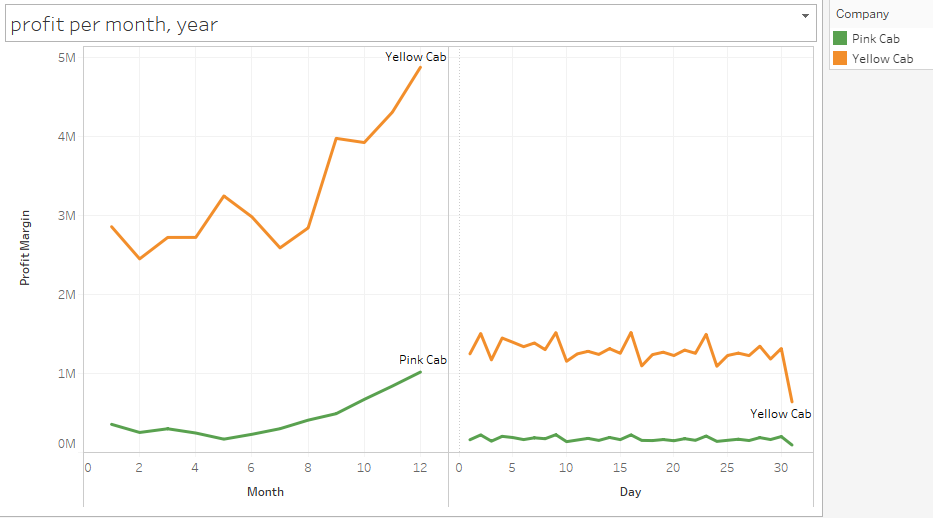 profit per month, year
Company
Pink Cab
Yellow Cab
Profit Margin
5M
4M
3M
2M
1M
0M
Yellow Cab
Pink Cab
Yellow Cab
0 2 4 6 8 10 12
0 5 10 15 20 25 30
Month
Day